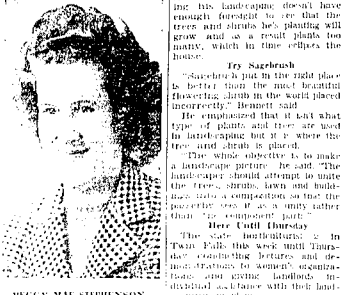 ing his landscaping doesn't have
enough foresight to see that the
trees and shrubs he's planting will
grow and as a result plants too
many, which in time eclipses the
house.
Try Sagebrush
"Sagebrush put in the right place
is better than the most beautiful
flowering shrub in the world placed
incorrectly," Bennett said
He emphasized that it isn't what
type of plants and trees are used
in landscaping but it is where the
tree and shrub is placed.
"The whole objective is to make
a landscape picture" he said. "The
landscaper should attempt to unite
the trees, shrubs, lawn and build-
ings into a composition so that the
sees it as a unity rather
than component part."
Here Until Thursday
The state horticulturist is in
Twin Falls this week until Thurs-
day conducting lectures and de-
monstrations to women's organiza-
tions and giving landlords in-
dividual assistance with their land-
PEGGY MAE STEPHENSON